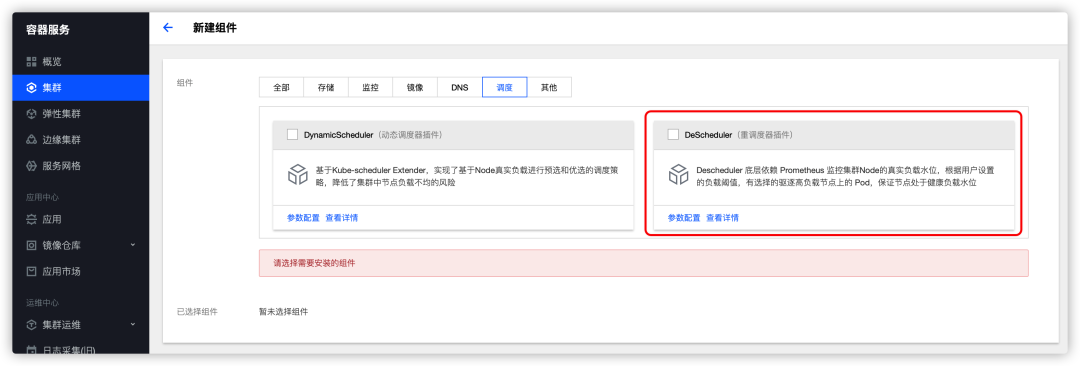 容器服务
概览
集群
弹性集群
边缘集群
服务网格
应用中心
应用
镜像仓库
应用市场
运维中心
集群运维
日志采集(旧)
新建组件
组件
全部 存储 监控 镜像 DNS 调度 其他
DynamicScheduler (动态调度器插件)
基于Kube-scheduler Extender，实现了基于Node真实负载进行预选和优选的调度策
略，降低了集群中节点负载不均的风险
参数配置 查看详情
DeScheduler (重调度器插件)
Descheduler 底层依赖 Prometheus 监控集群Node的真实负载水位，根据用户设置
的负载阈值，有选择的驱逐高负载节点上的 Pod，保证节点处于健康负载水位
参数配置 查看详情
请选择需要安装的组件
已选择组件 暂未选择组件